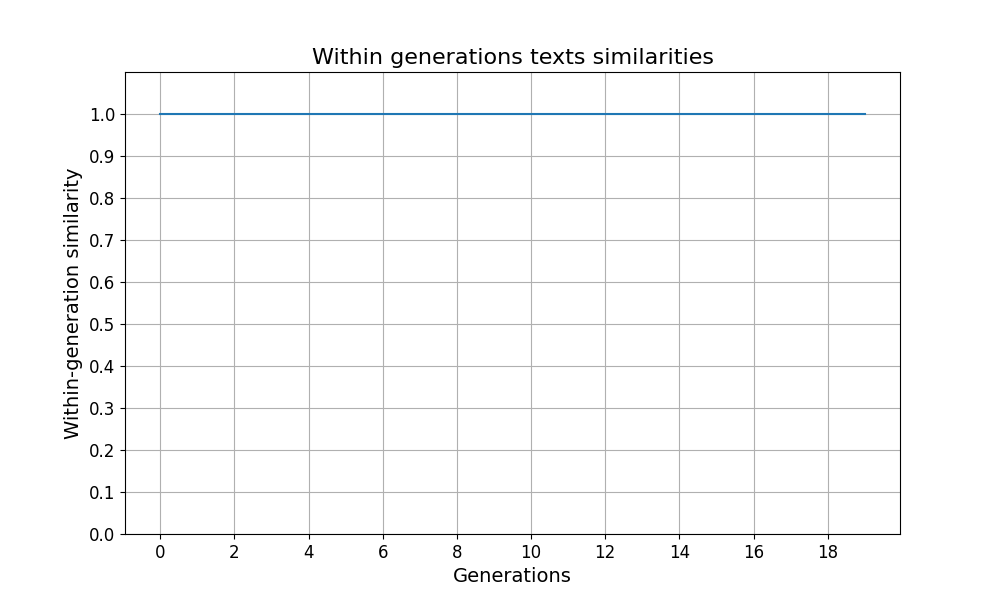 Within generations texts similarities
Within-generation similarity
1.0
0.9
0.8
0.7
0.6
0.5
0.4
0.3
0.2
0.1
0.0
0 2 4 6 8 10 12 14 16 18
Generations